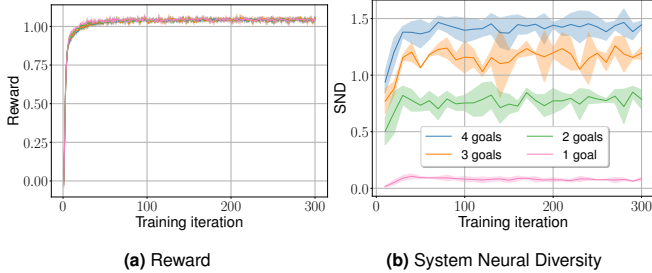 1.00
0.75
0.50
0.25
0.00
Reward
0
100
200
300
Training iteration
(a) Reward
1.5
1.0
0.5
0.0
SND
4 goals
2 goals
3 goals
1 goal
0
100
200
300
Training iteration
(b) System Neural Diversity